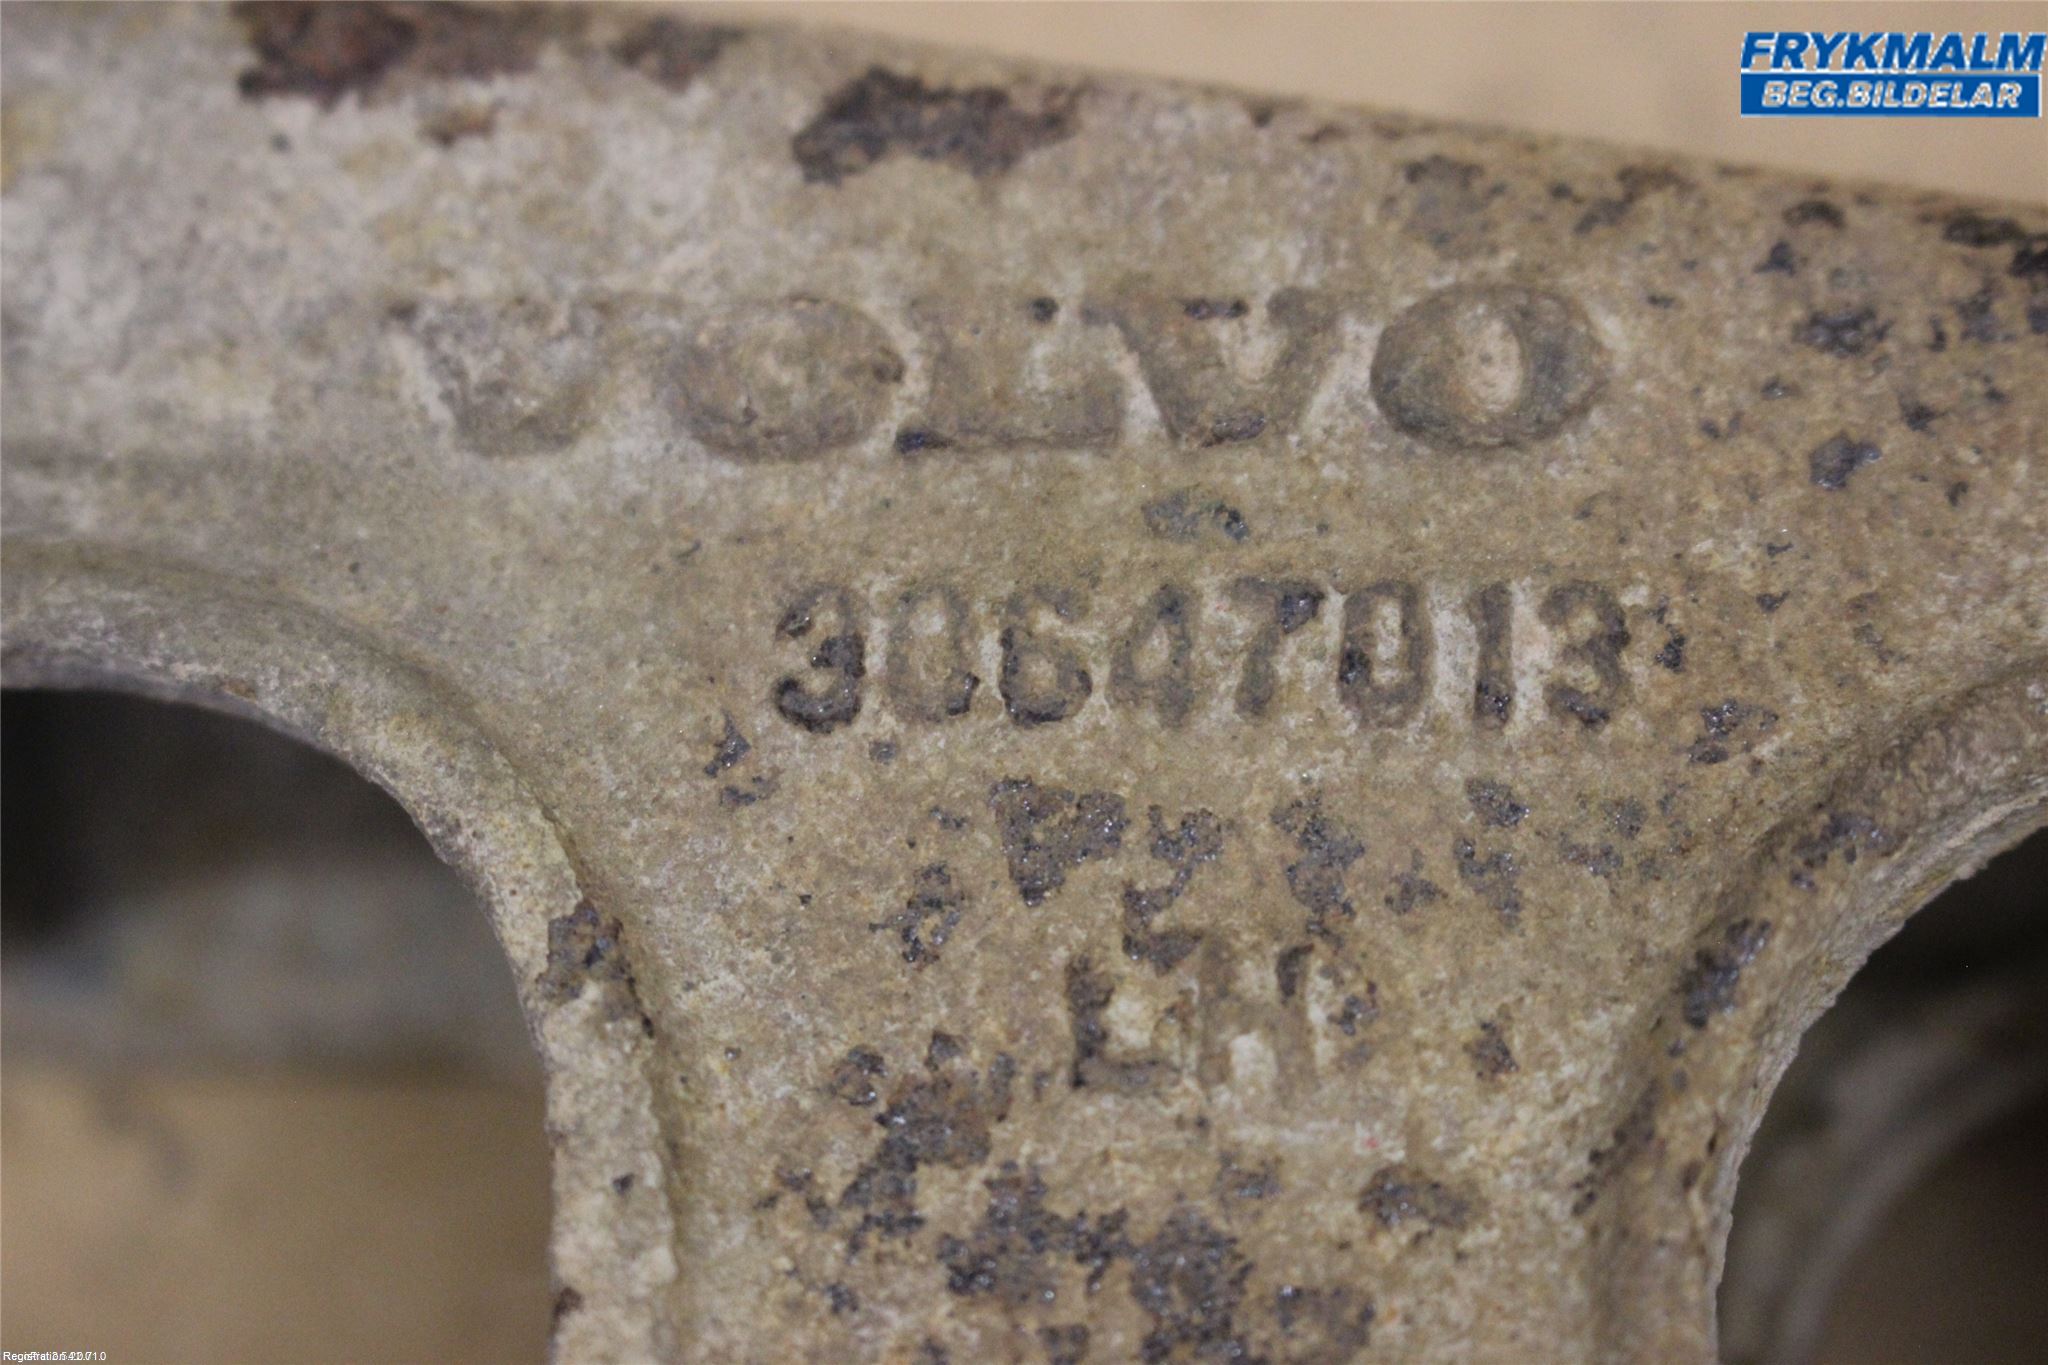 FRYKMALM
BEG.BILDELAR
VOLVO
30647013
LH